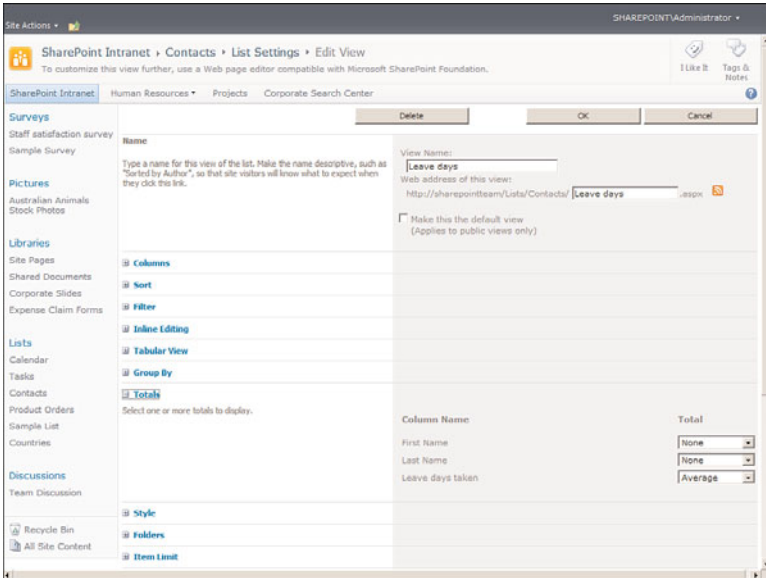 SHAREPOINT\Administrator
Site Actions
SharePoint Intranet › Contacts › List Settings › Edit View
To customize this view further, use a Web page editor compatible with Microsoft SharePoint Foundation.
I Like It
Tags & Notes
SharePoint Intranet
Human Resources
Projects
Corporate Search Center
Surveys
Staff satisfaction survey
Sample Survey
Pictures
Australian Animals
Stock Photos
Libraries
Site Pages
Shared Documents
Corporate Slides
Expense Claim Forms
Lists
Calendar
Tasks
Contacts
Product Orders
Sample List
Countries
Discussions
Team Discussion
Recycle Bin
All Site Content
Delete
OK
Cancel
Name
Type a name for this view of the list. Make the name descriptive, such as
"Sorted by Author", so that site visitors will know what to expect when
they click this link.
View Name:
Leave days
Web address of this view:
http://sharepointteam/Lists/Contacts/ Leave days .aspx
Make this the default view
(Applies to public views only)
Columns
Sort
Filter
Inline Editing
Tabular View
Group By
Totals
Select one or more totals to display.
Column Name Total
First Name None
Last Name None
Leave days taken Average
Style
Folders
Item Limit